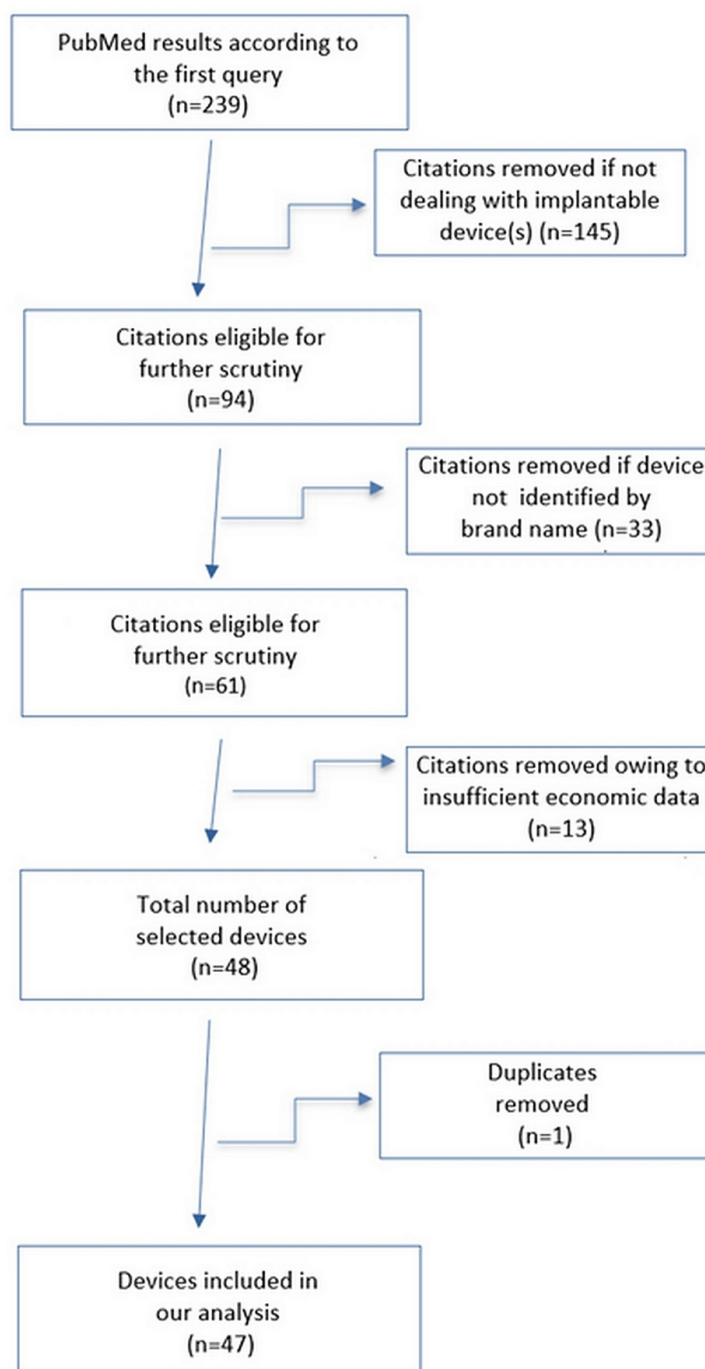 PubMed results according to
the first query
(n=239)
Citations removed if not
dealing with implantable
device(s) (n=145)
Citations eligible for
further scrutiny
(n=94)
Citations removed if device
not identified by
brand name (n=33)
Citations eligible for
further scrutiny
(n=61)
Citations removed owing to
insufficient economic data
(n=13)
Total number of
selected devices
(n=48)
Duplicates
removed
(n=1)
Devices included in
our analysis
(n=47)